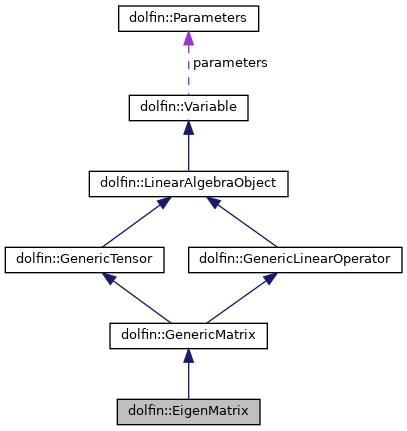 dolfin::Parameters
parameters
dolfin::Variable
dolfin::LinearAlgebraObject
dolfin::GenericTensor
dolfin::GenericLinearOperator
dolfin::GenericMatrix
dolfin::EigenMatrix